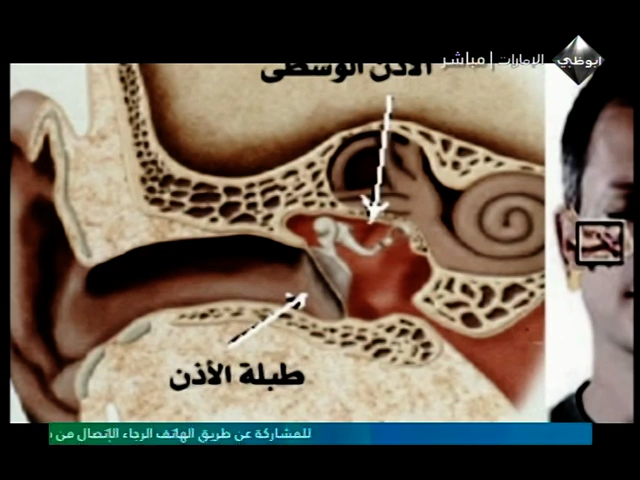 أبوظبي الإمارات | مباشر
الأذن الوسطى
طبلة الأذن
للمشاركة عن طريق الهاتف الرجاء الإتصال من